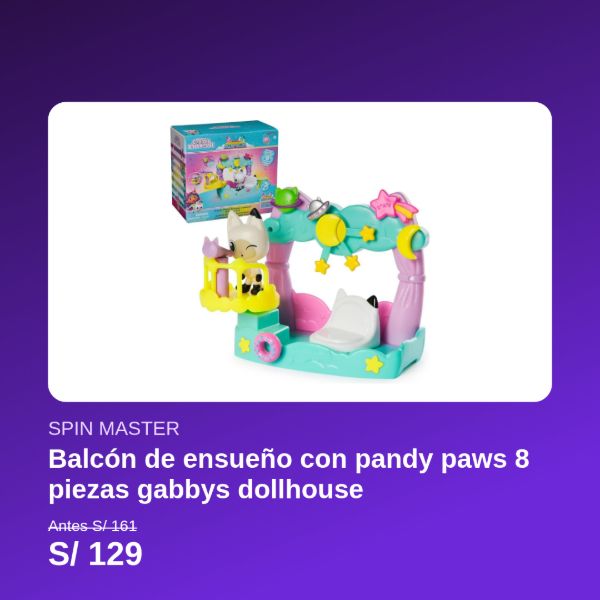 SPIN MASTER
Balcón de ensueño con pandy paws 8
piezas gabbys dollhouse
Antes S/ 161
S/ 129